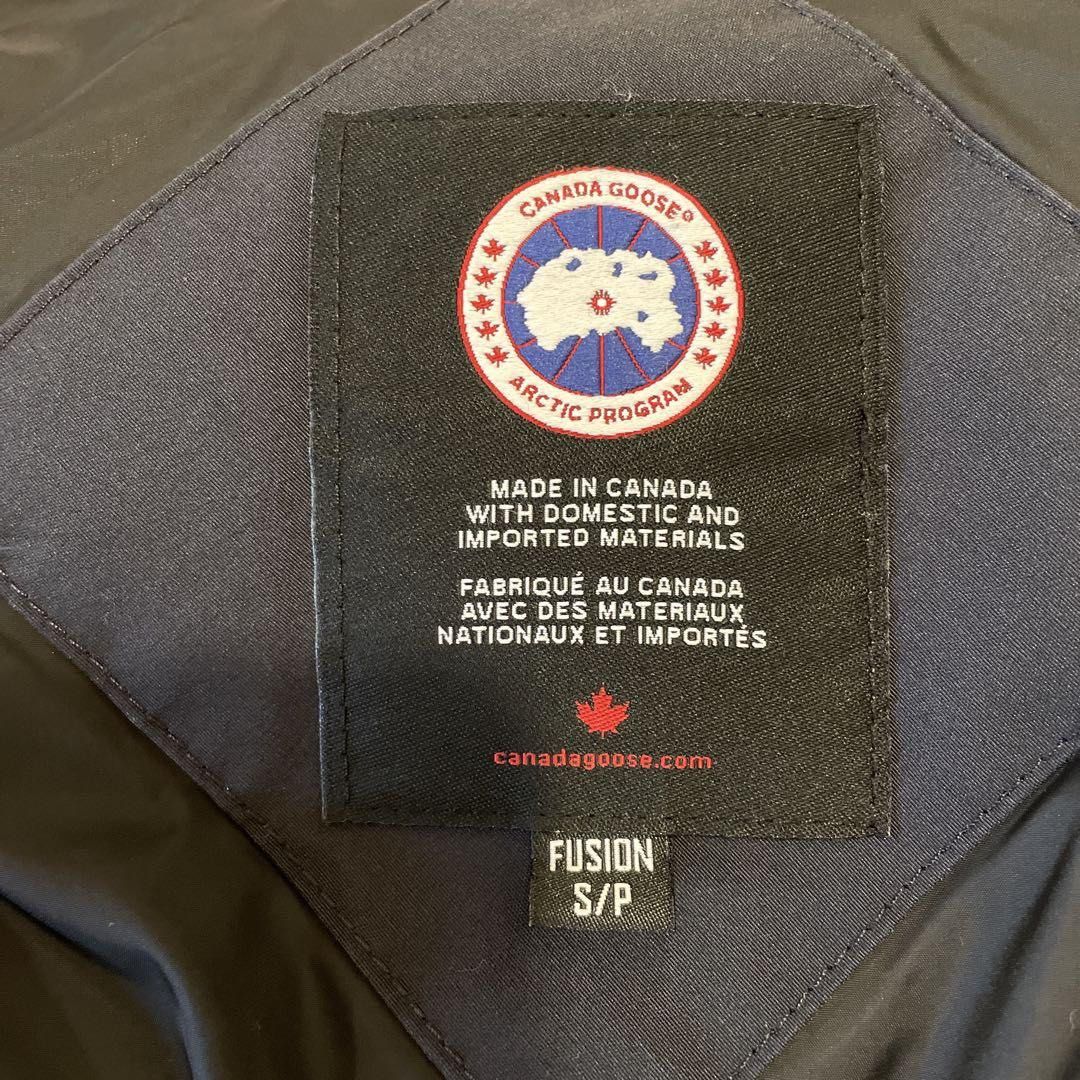 CANADA GOOSE®
ARCTIC PROGRAM
MADE IN CANADA
WITH DOMESTIC AND
IMPORTED MATERIALS
FABRIQUÉ AU CANADA
AVEC DES MATERIAUX
NATIONAUX ET IMPORTÉS
canadagoose.com
FUSION
S/P